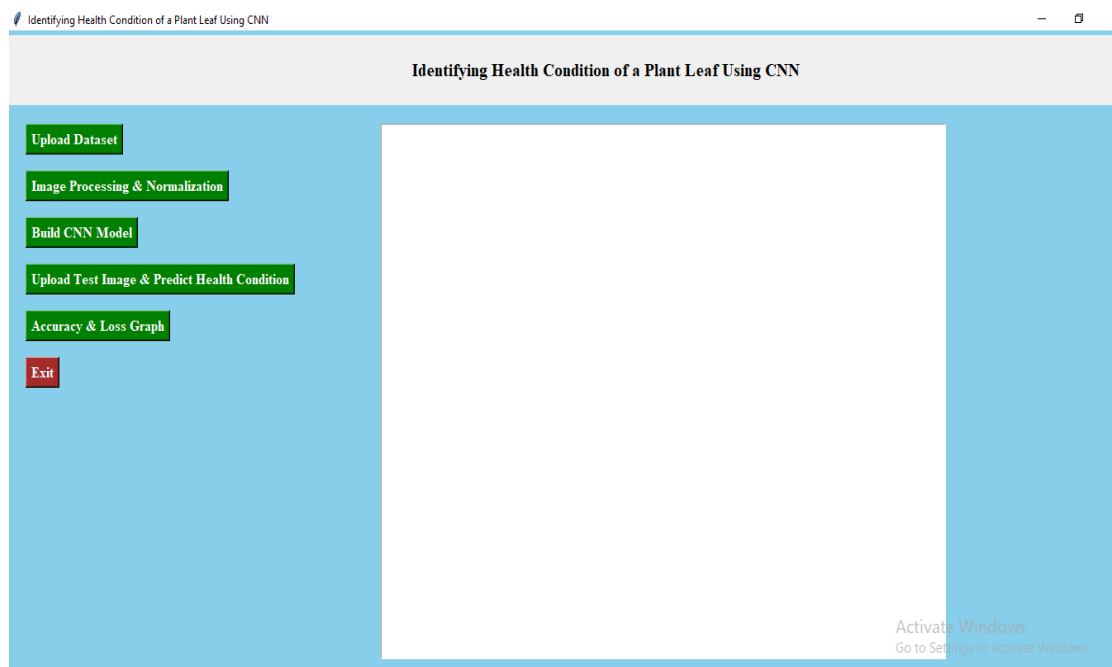 Identifying Health Condition of a Plant Leaf Using CNN
Identifying Health Condition of a Plant Leaf Using CNN
Upload Dataset
Image Processing & Normalization
Build CNN Model
Upload Test Image & Predict Health Condition
Accuracy & Loss Graph
Exit
Activate Windows
Go to Settings to activate Windows.